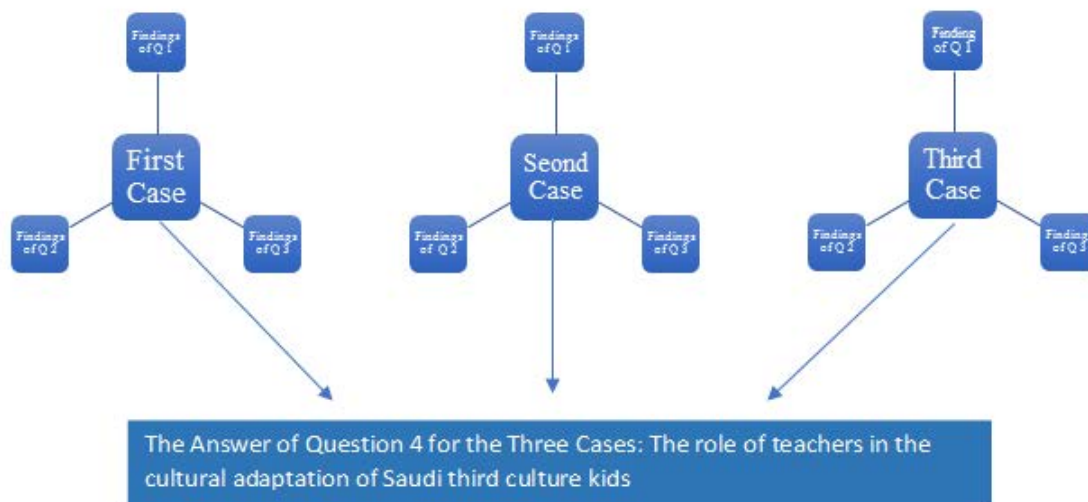 Findings
of Q 1
Findings
of Q 1
Finding
of Q 1
First
Case
Seond
Case
Third
Case
Findings
of Q 2
Findings
of Q 3
Findings
of Q 2
Findings
of Q 3
Findings
of Q 2
Findings
of Q 3
The Answer of Question 4 for the Three Cases: The role of teachers in the
cultural adaptation of Saudi third culture kids